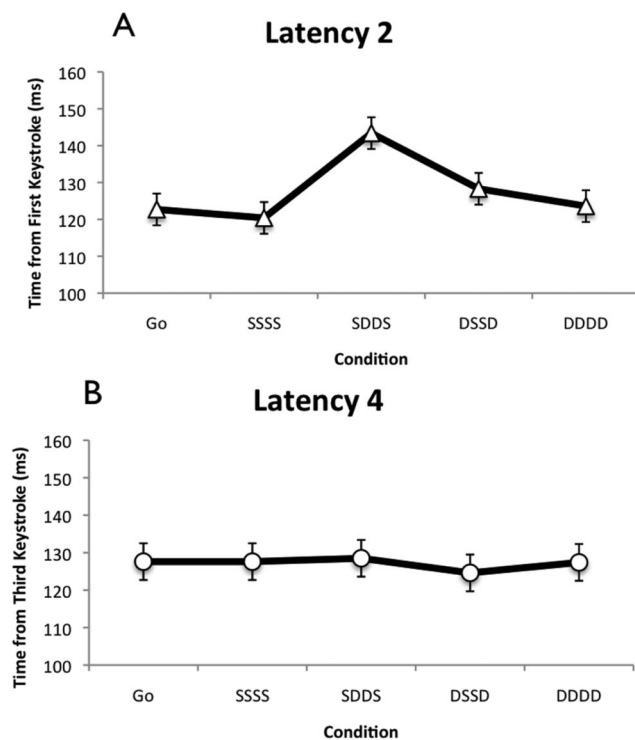 A
Latency 2
Time from First Keystroke (ms)
160
150
140
130
120
110
100
Go SSSS SDDS DSSD DDDD
Condition
B
Latency 4
Time from Third Keystroke (ms)
160
150
140
130
120
110
100
Go SSSS SDDS DSSD DDDD
Condition